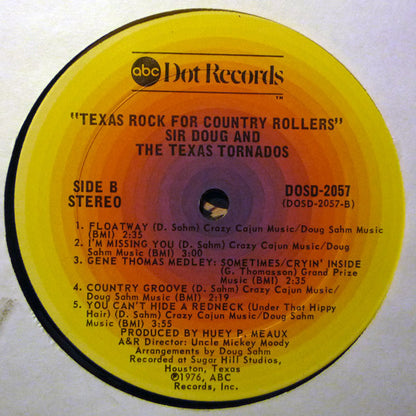 abc Dot Records
™
"TEXAS ROCK FOR COUNTRY ROLLERS"
SIR DOUG AND
THE TEXAS TORNADOS
SIDE B
STEREO
DOSD-2057
(DOSD-2057-B)
1. FLOATWAY (D. Sahm) Crazy Cajun Music/Doug Sahm Music
(BMI) 2:35
2. I'M MISSING YOU (D. Sahm) Crazy Cajun Music/Doug
Sahm Music (BMI) 3:00
3. GENE THOMAS MEDLEY: SOMETIMES/CRYIN' INSIDE
(G. Thomasson) Grand Prize
Music (BMI) 2:35
4. COUNTRY GROOVE (D. Sahm) Crazy Cajun Music/
Doug Sahm Music (BMI) 2:19
5. YOU CAN'T HIDE A REDNECK (Under That Hippy
Hair) (D. Sahm) Crazy Cajun Music/Doug Sahm
Music (BMI) 3:55
PRODUCED BY HUEY P. MEAUX
A&R Director: Uncle Mickey Moody
Arrangements by Doug Sahm
Recorded at Sugar Hill Studios,
Houston, Texas
℗1976, ABC
Records, Inc.